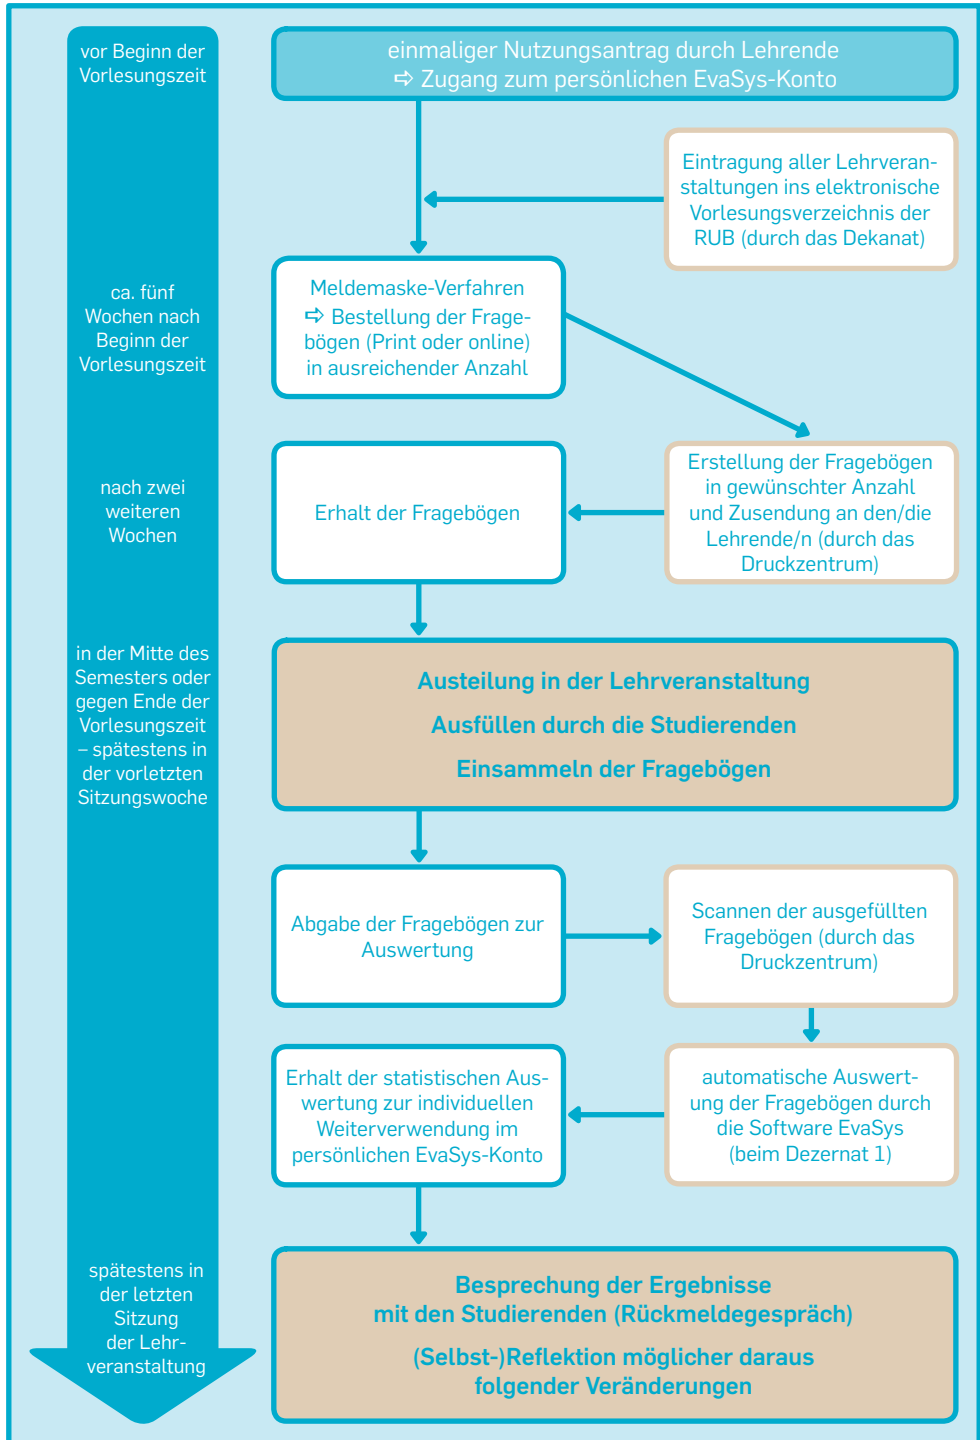 vor Beginn der
Vorlesungszeit
einmaliger Nutzungsantrag durch Lehrende
⇨ Zugang zum persönlichen EvaSys-Konto
Eintragung aller Lehrveran-
staltungen ins elektronische
Vorlesungsverzeichnis der
RUB (durch das Dekanat)
ca. fünf
Wochen nach
Beginn der
Vorlesungszeit
Meldemaske-Verfahren
⇨ Bestellung der Frage-
bögen (Print oder online)
in ausreichender Anzahl
nach zwei
weiteren
Wochen
Erhalt der Fragebögen
Erstellung der Fragebögen
in gewünschter Anzahl
und Zusendung an den/die
Lehrende/n (durch das
Druckzentrum)
in der Mitte des
Semesters oder
gegen Ende der
Vorlesungszeit
– spätestens in
der vorletzten
Sitzungswoche
Austeilung in der Lehrveranstaltung
Ausfüllen durch die Studierenden
Einsammeln der Fragebögen
Abgabe der Fragebögen zur
Auswertung
Scannen der ausgefüllten
Fragebögen (durch das
Druckzentrum)
Erhalt der statistischen Aus-
wertung zur individuellen
Weiterverwendung im
persönlichen EvaSys-Konto
automatische Auswert-
ung der Fragebögen durch
die Software EvaSys
(beim Dezernat 1)
spätestens in
der letzten
Sitzung
der Lehr-
veranstaltung
Besprechung der Ergebnisse
mit den Studierenden (Rückmeldegespräch)
(Selbst-)Reflektion möglicher daraus
folgender Veränderungen